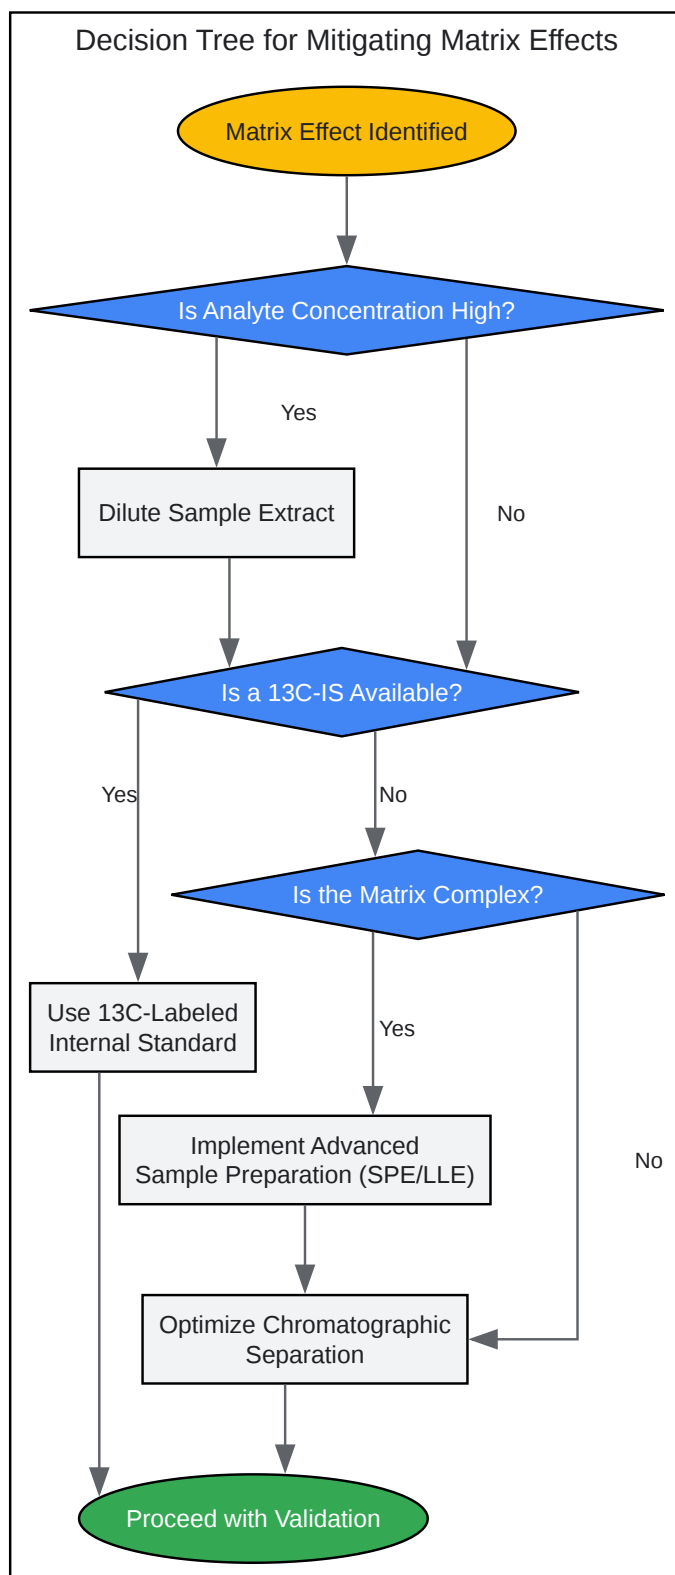 Decision Tree for Mitigating Matrix Effects
Matrix Effect Identified
Is Analyte Concentration High?
Yes
Dilute Sample Extract
No
Is a 13C-IS Available?
Yes
No
Is the Matrix Complex?
Use 13C-Labeled
Internal Standard
Yes
Implement Advanced
Sample Preparation (SPE/LLE)
No
Optimize Chromatographic
Separation
Proceed with Validation